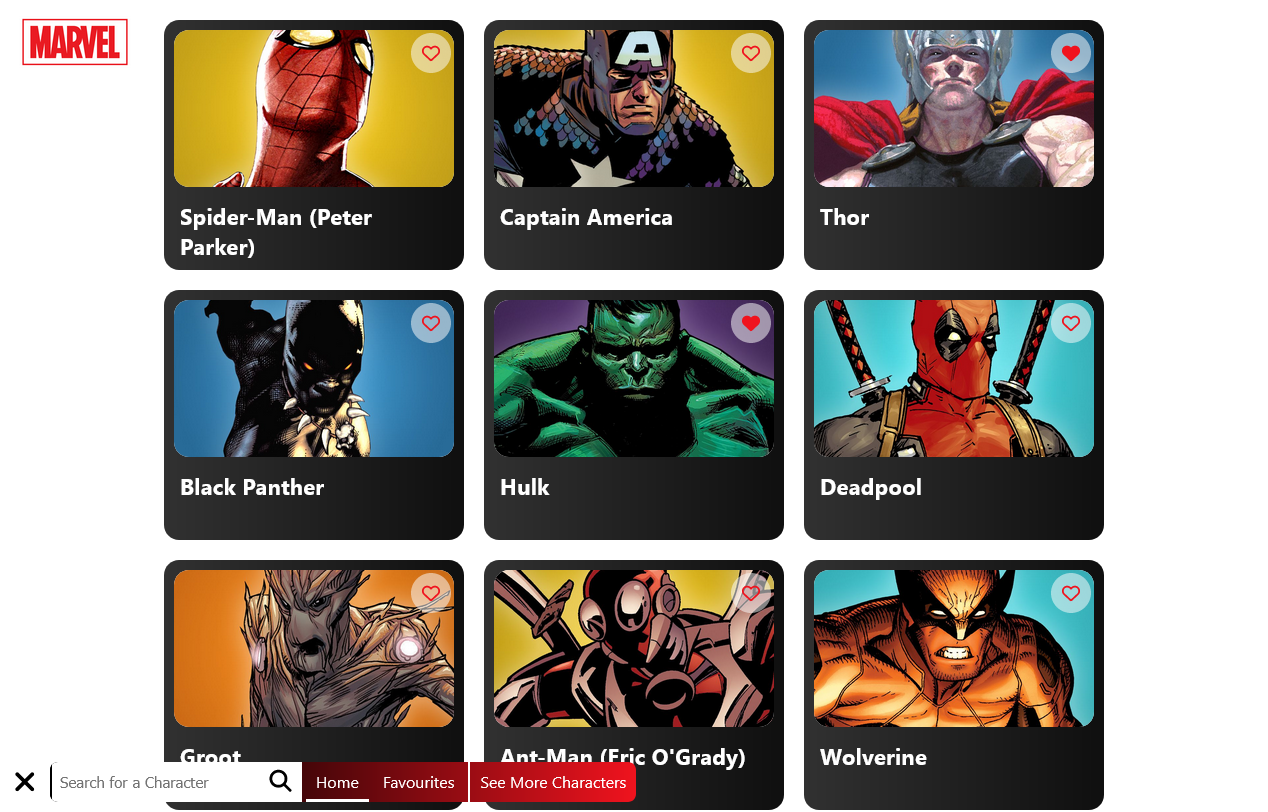 MARVEL
Spider-Man (Peter
Parker)
Captain America
Thor
Black Panther
Hulk
Deadpool
Groot
Ant-Man (Eric O'Grady)
Wolverine
Search for a Character
Home
Favourites
See More Characters